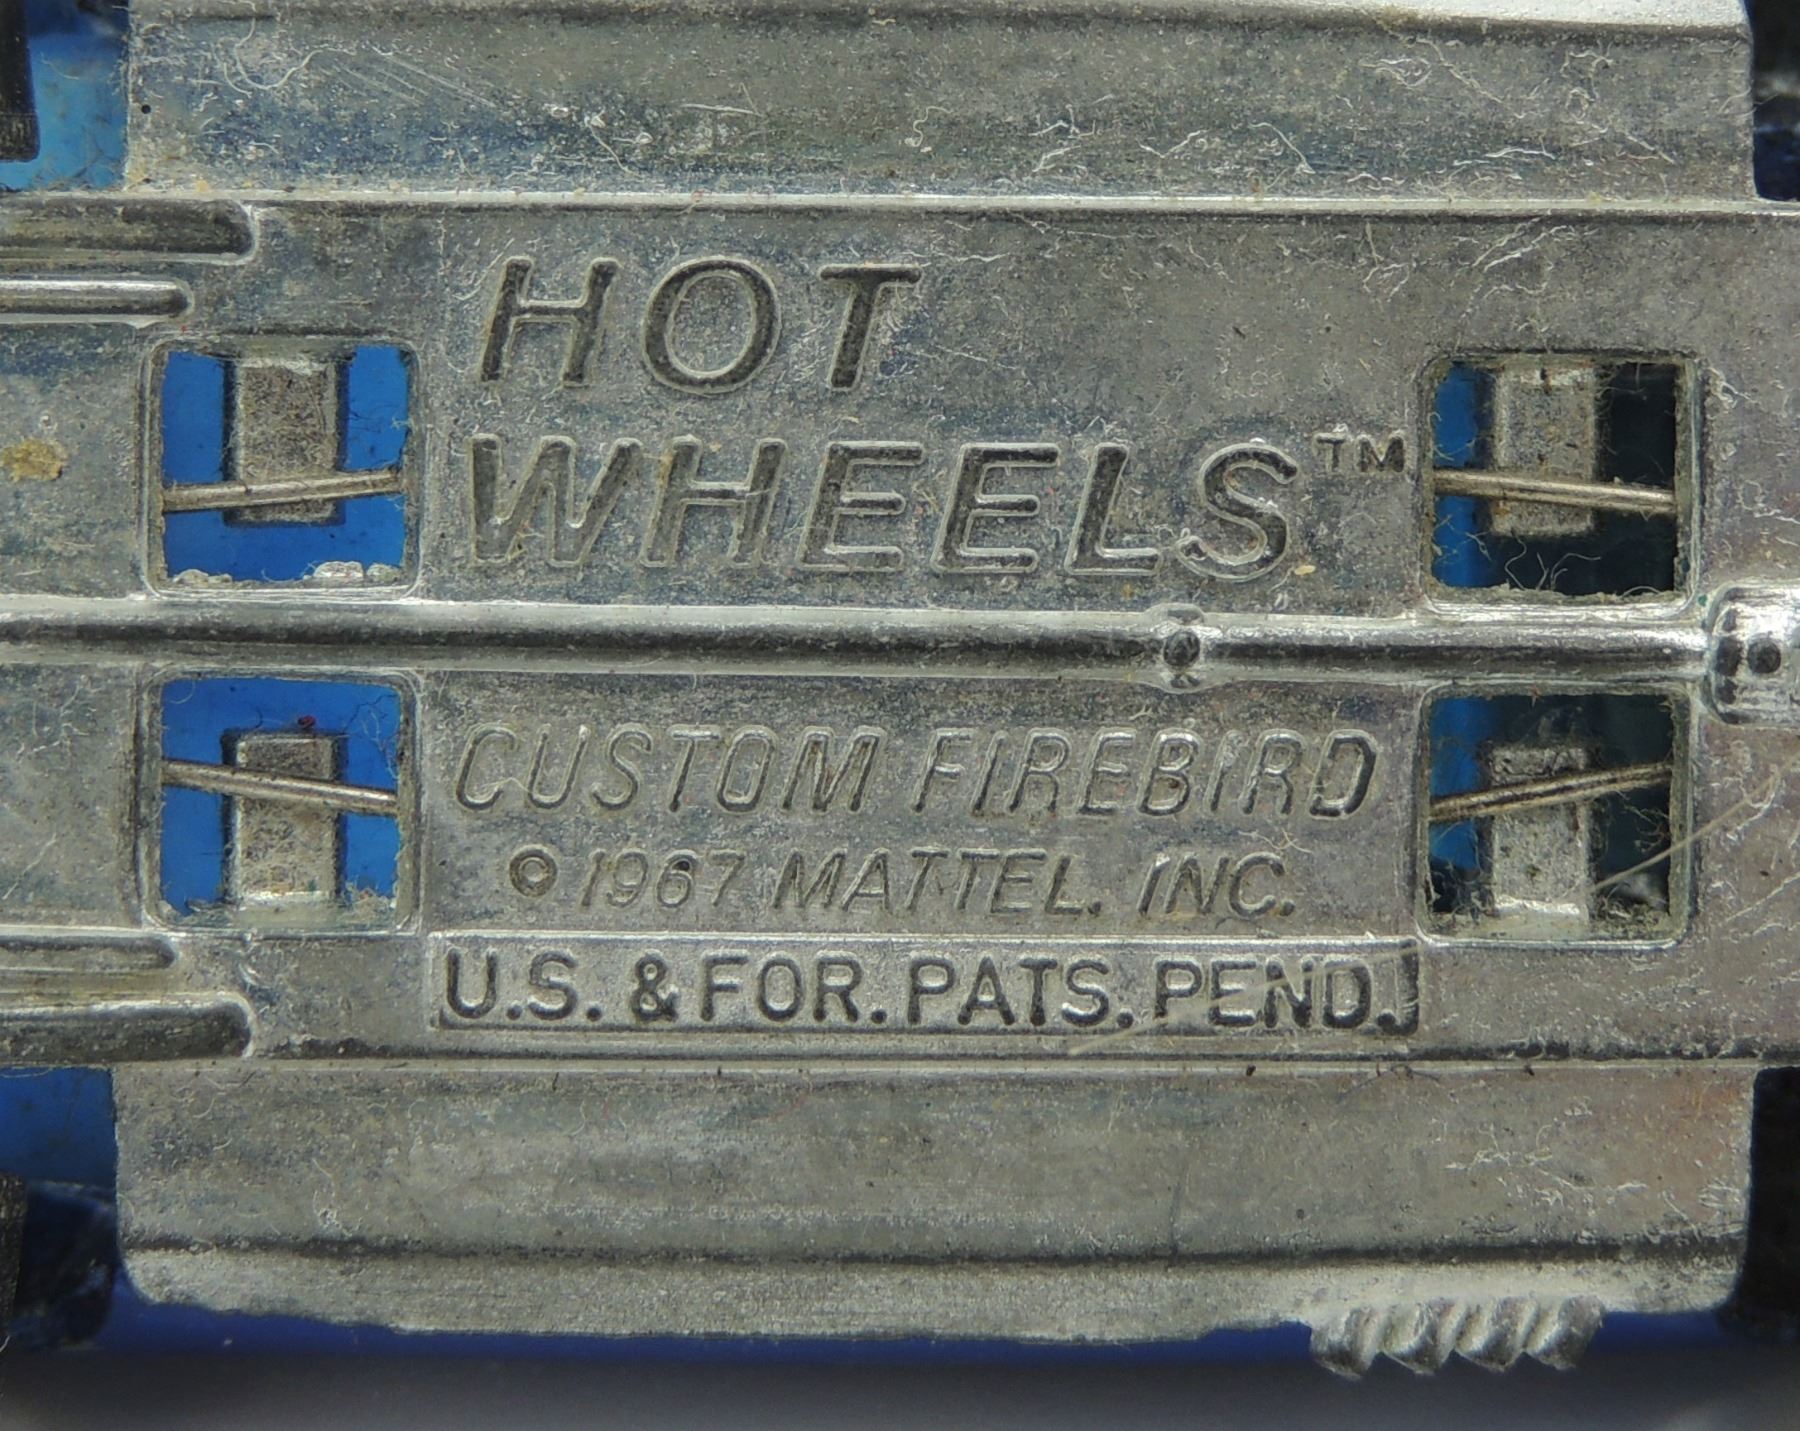 HOT
WHEELS™
CUSTOM FIREBIRD
© 1967 MATTEL, INC.
U.S. & FOR. PATS. PEND.